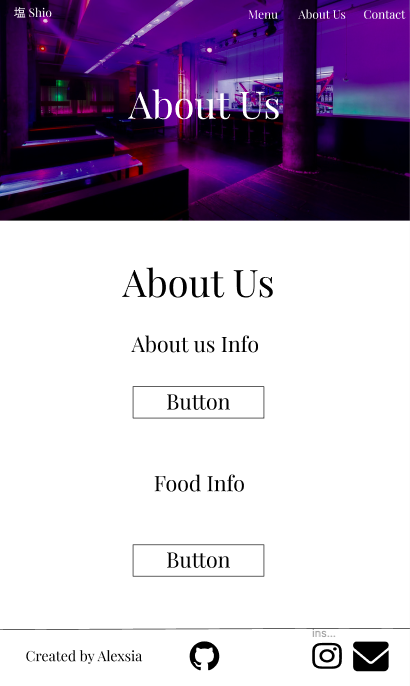 塩 Shio
Menu About Us Contact
About Us
About Us
About us Info
Button
Food Info
Button
ins...
Created by Alexsia